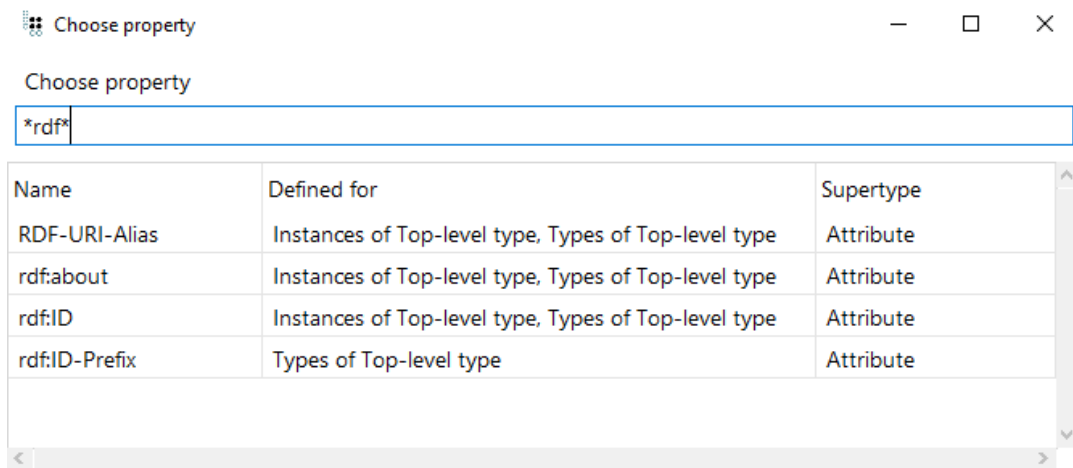 Choose property
Choose property
*rdf*
Name Defined for Supertype
RDF-URI-Alias Instances of Top-level type, Types of Top-level type Attribute
rdf:about Instances of Top-level type, Types of Top-level type Attribute
rdf:ID Instances of Top-level type, Types of Top-level type Attribute
rdf:ID-Prefix Types of Top-level type Attribute